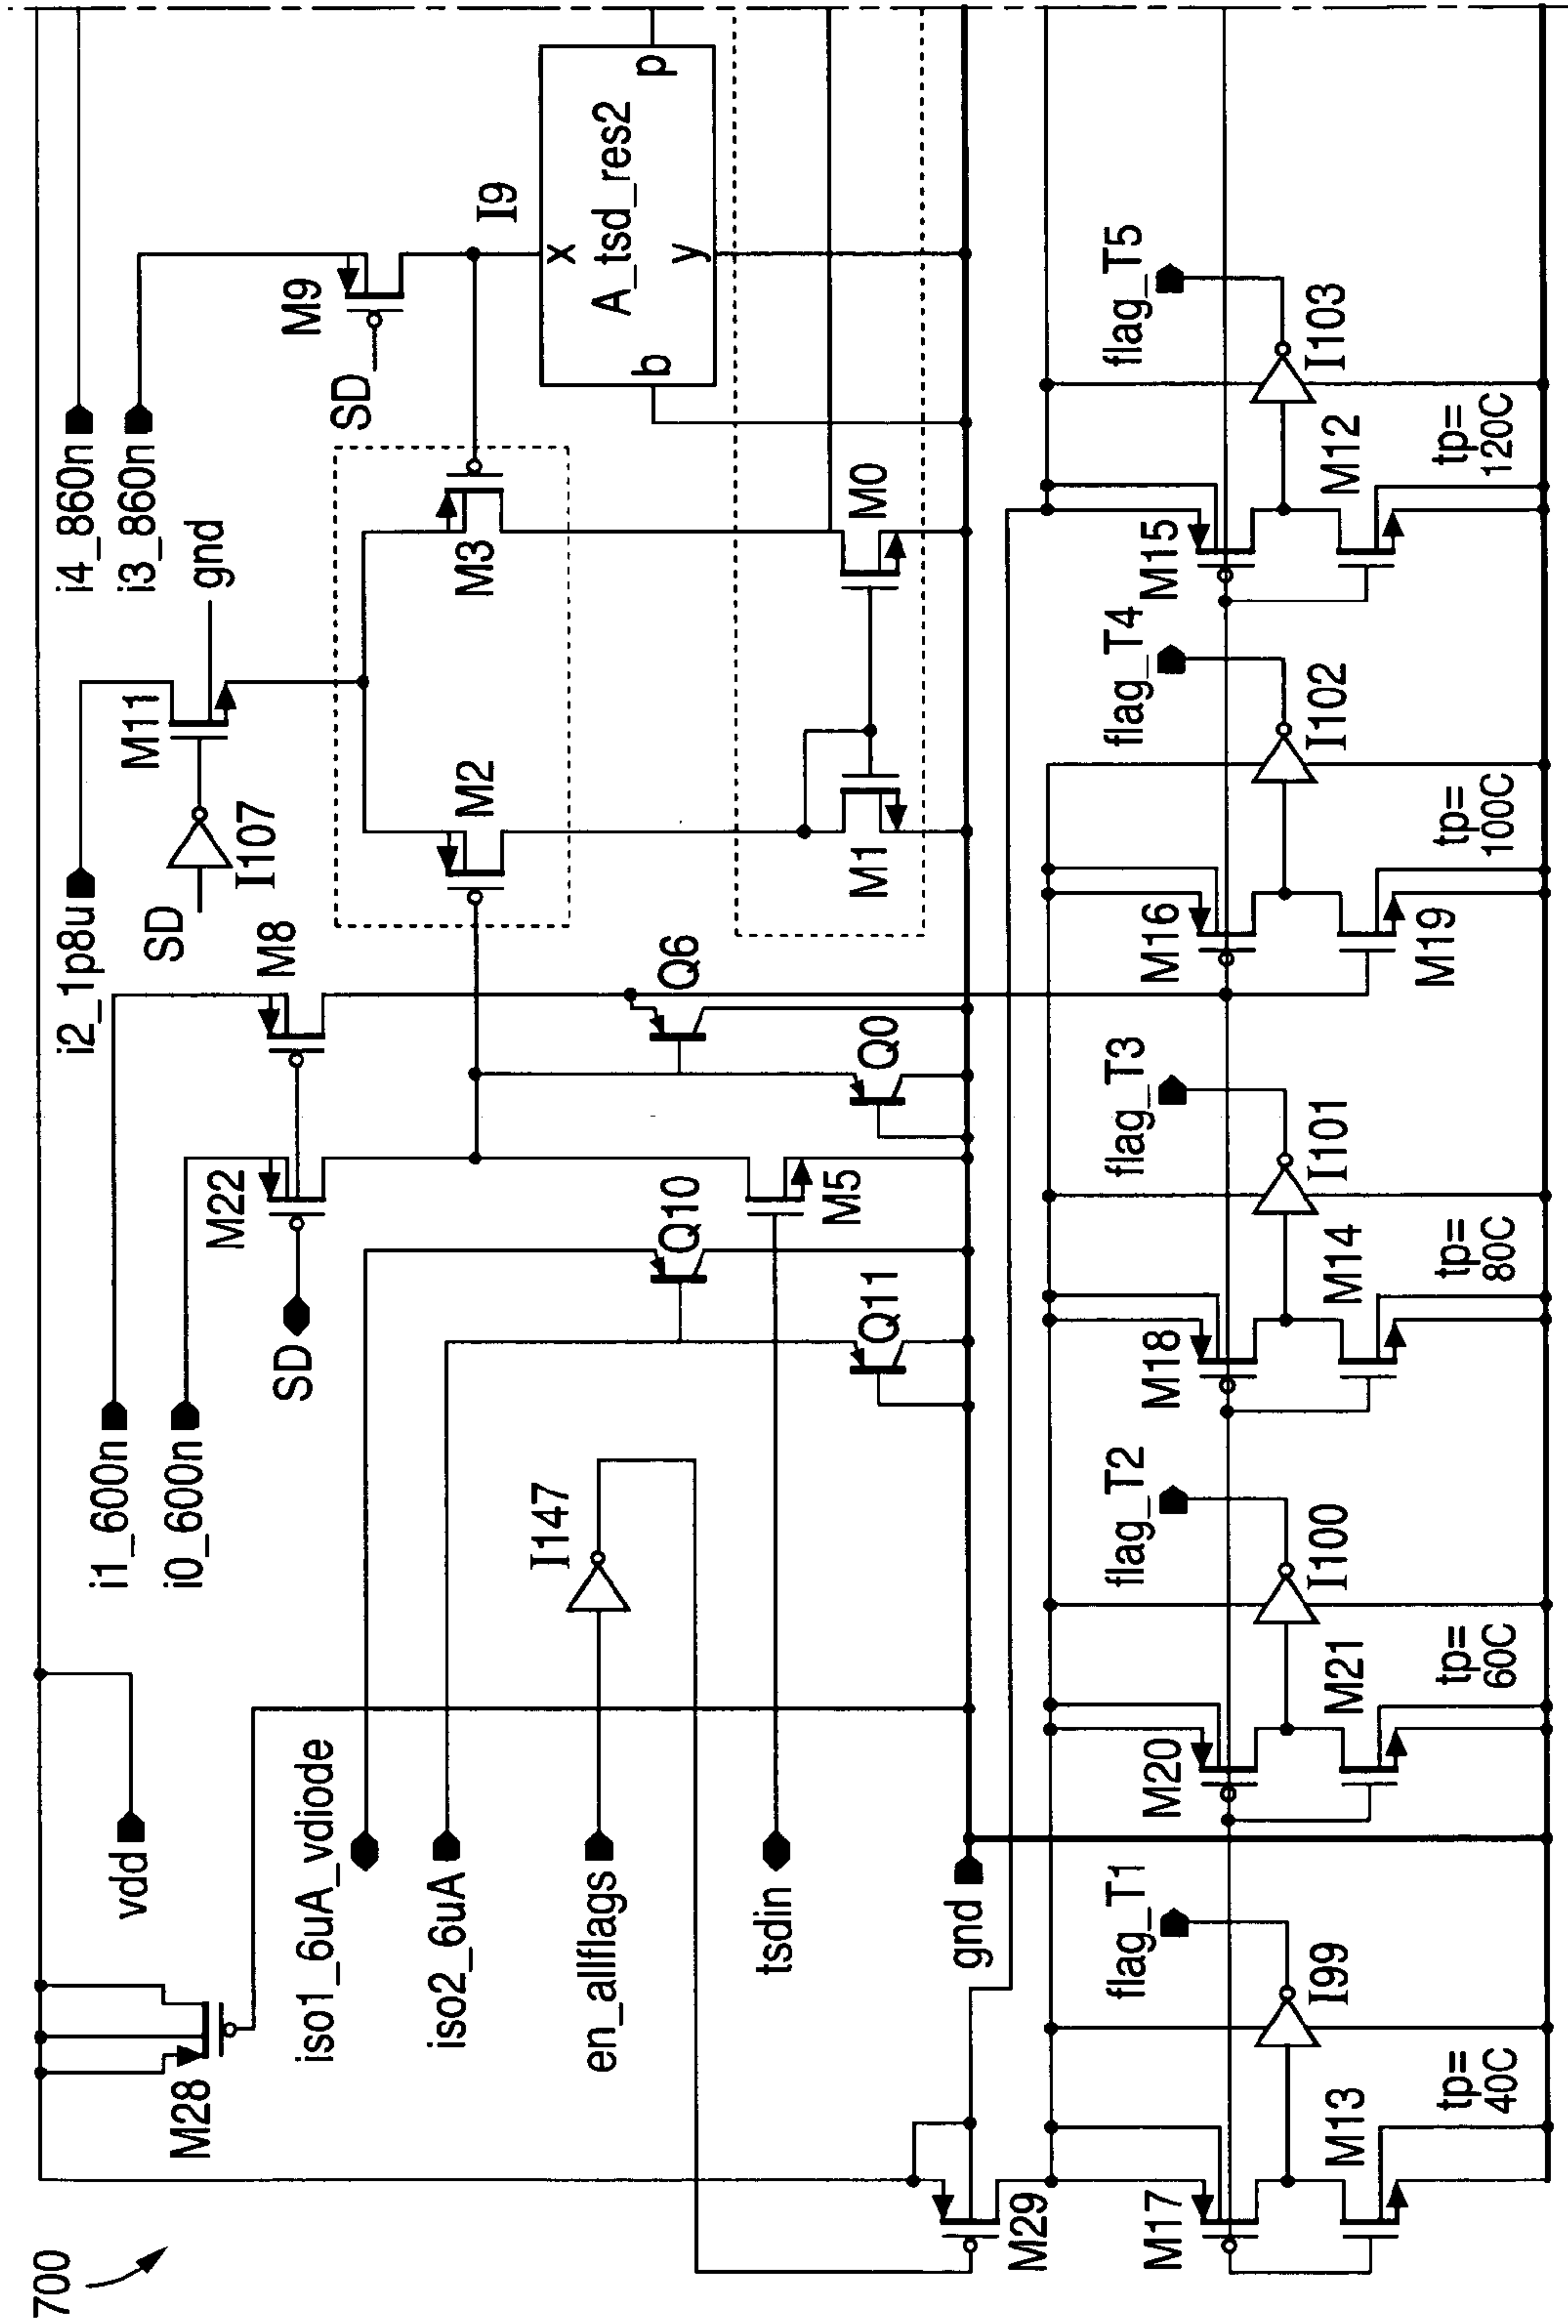 700
vdd
M28
i1_600n
i0_600n
i2_1p8u
i4_860n
i3_860n
SD
I107
M11
gnd
M9
SD
I9
M22
M8
SD
M2
M3
x
A_tsd_res2
p
b
y
iso1_6uA_vdiode
iso2_6uA
en_allflags
tsdin
gnd
I147
Q10
Q11
M5
Q6
Q0
M1
M0
M29
flag_T1
flag_T2
flag_T3
flag_T4
flag_T5
M17
M20
M18
M16
M15
I99
I100
I101
I102
I103
M13
M21
M14
M19
M12
tp=
40C
tp=
60C
tp=
80C
tp=
100C
tp=
120C